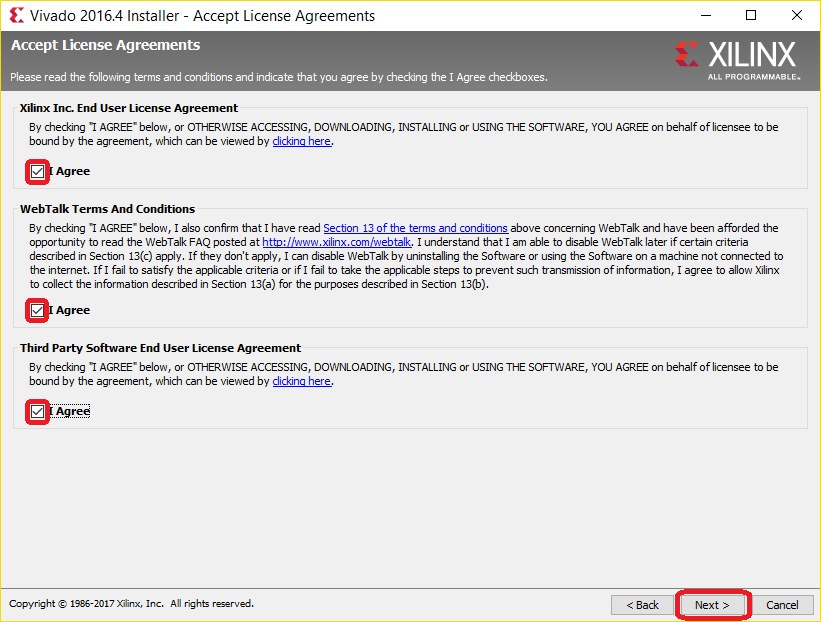 Vivado 2016.4 Installer - Accept License Agreements
Accept License Agreements
XILINX
ALL PROGRAMMABLE™
Please read the following terms and conditions and indicate that you agree by checking the I Agree checkboxes.
Xilinx Inc. End User License Agreement
By checking "I AGREE" below, or OTHERWISE ACCESSING, DOWNLOADING, INSTALLING or USING THE SOFTWARE, YOU AGREE on behalf of licensee to be
bound by the agreement, which can be viewed by clicking here.
I Agree
WebTalk Terms And Conditions
By checking "I AGREE" below, I also confirm that I have read Section 13 of the terms and conditions above concerning WebTalk and have been afforded the
opportunity to read the WebTalk FAQ posted at http://www.xilinx.com/webtalk. I understand that I am able to disable WebTalk later if certain criteria
described in Section 13(c) apply. If they don't apply, I can disable WebTalk by uninstalling the Software or using the Software on a machine not connected to
the internet. If I fail to satisfy the applicable criteria or if I fail to take the applicable steps to prevent such transmission of information, I agree to allow Xilinx
to collect the information described in Section 13(a) for the purposes described in Section 13(b).
I Agree
Third Party Software End User License Agreement
By checking "I AGREE" below, or OTHERWISE ACCESSING, DOWNLOADING, INSTALLING or USING THE SOFTWARE, YOU AGREE on behalf of licensee to be
bound by the agreement, which can be viewed by clicking here.
I Agree
Copyright © 1986-2017 Xilinx, Inc. All rights reserved.
< Back
Next >
Cancel